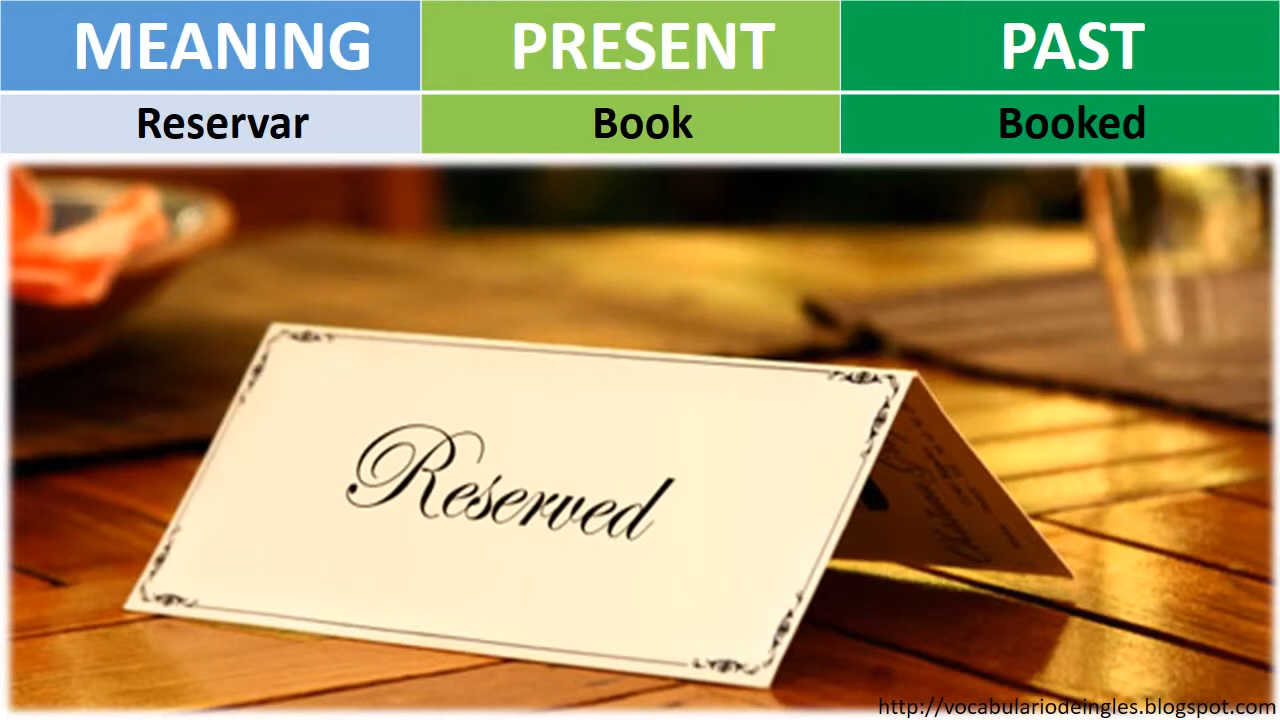 MEANING PRESENT PAST
Reservar Book Booked
Reserved
http://vocabulariodeingles.blogspot.com